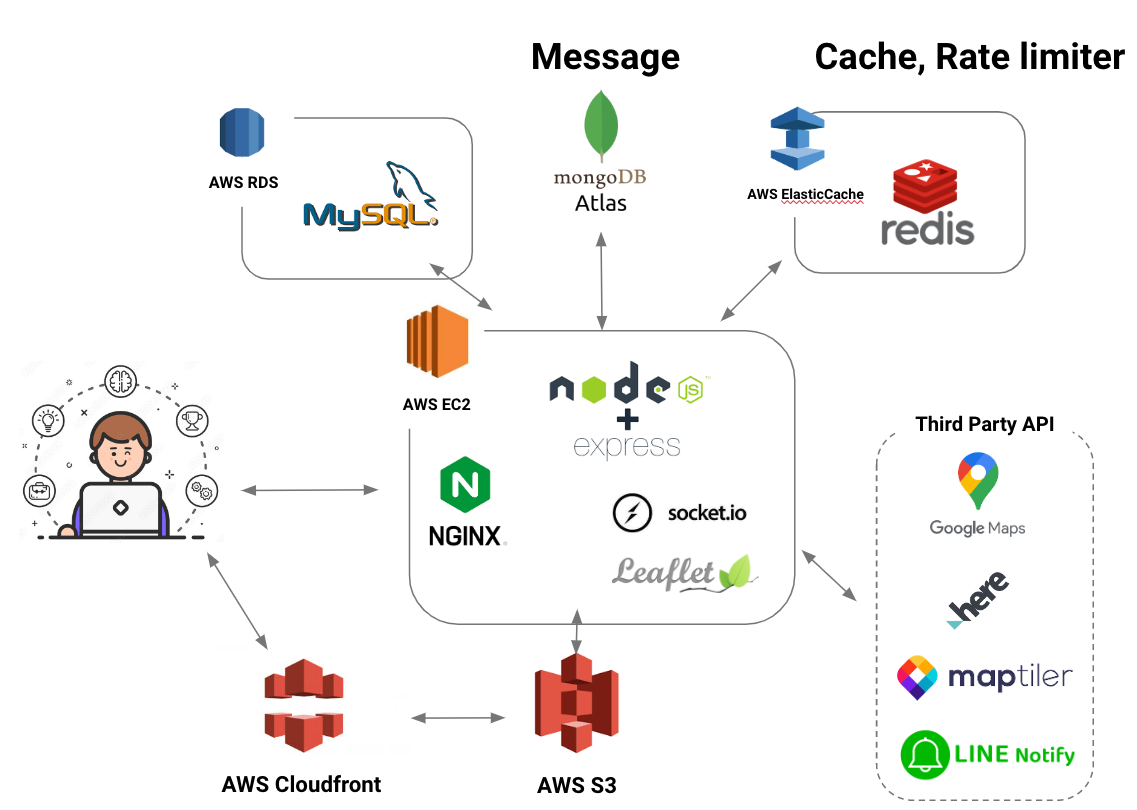 Message
Cache, Rate limiter
AWS RDS
MySQL
mongoDB
Atlas
AWS ElasticCache
redis
AWS EC2
node
JS
™
+
express
NGINX
socket.io
Leaflet
Third Party API
Google Maps
here
maptiler
LINE Notify
AWS Cloudfront
AWS S3